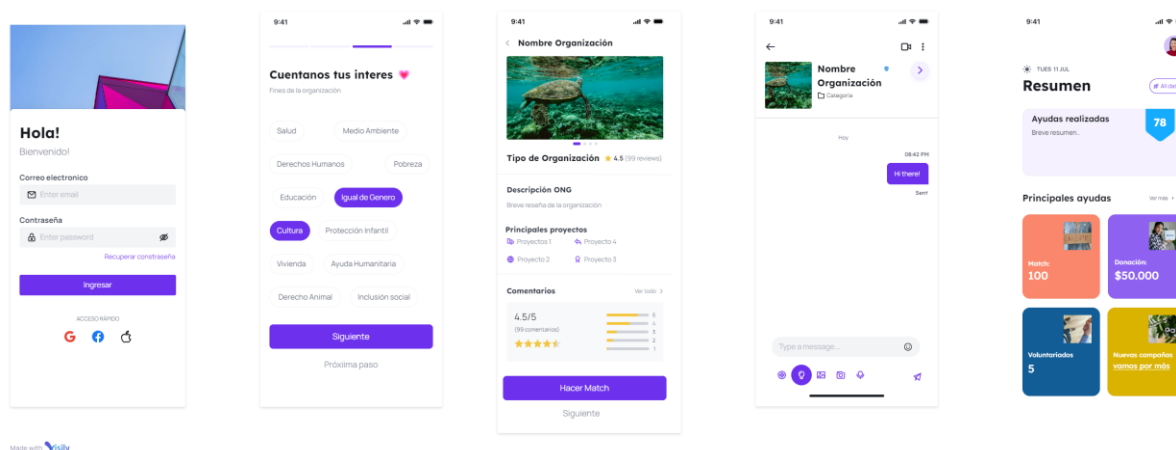 Hola!
Bienvenido!
Correo electronico
Enter email
Contraseña
Enter password
Recuperar constraseña
Ingresar
ACCESO RÁPIDO
Made with Visily
9:41
Cuentanos tus interes
Fines de la organización
Salud
Medio Ambiente
Derechos Humanos
Pobreza
Educación
Igual de Genero
Cultura
Protección Infantil
Vivienda
Ayuda Humanitaria
Derecho Animal
Inclusión social
Siguiente
Próxiima paso
9:41
Nombre Organización
Tipo de Organización
4.5 (99 reviews)
Descripción ONG
Breve reseña de la organización
Principales proyectos
Proyectos 1
Proyecto 4
Proyecto 2
Proyecto 3
Comentarios
Ver todo
4.5/5
(99 comentarios)
5
4
3
2
1
Hacer Match
Siguiente
9:41
Nombre
Organización
Categoria
Hoy
08:42 PM
Hi there!
Sent
Type a message...
9:41
TUES 11 JUL
Resumen
All
Ayudas realizadas
Breve resumen..
78
Principales ayudas
Ver más
Match:
100
Donación:
$50.000
Voluntariados
5
Nuevas campañas
vamos por más